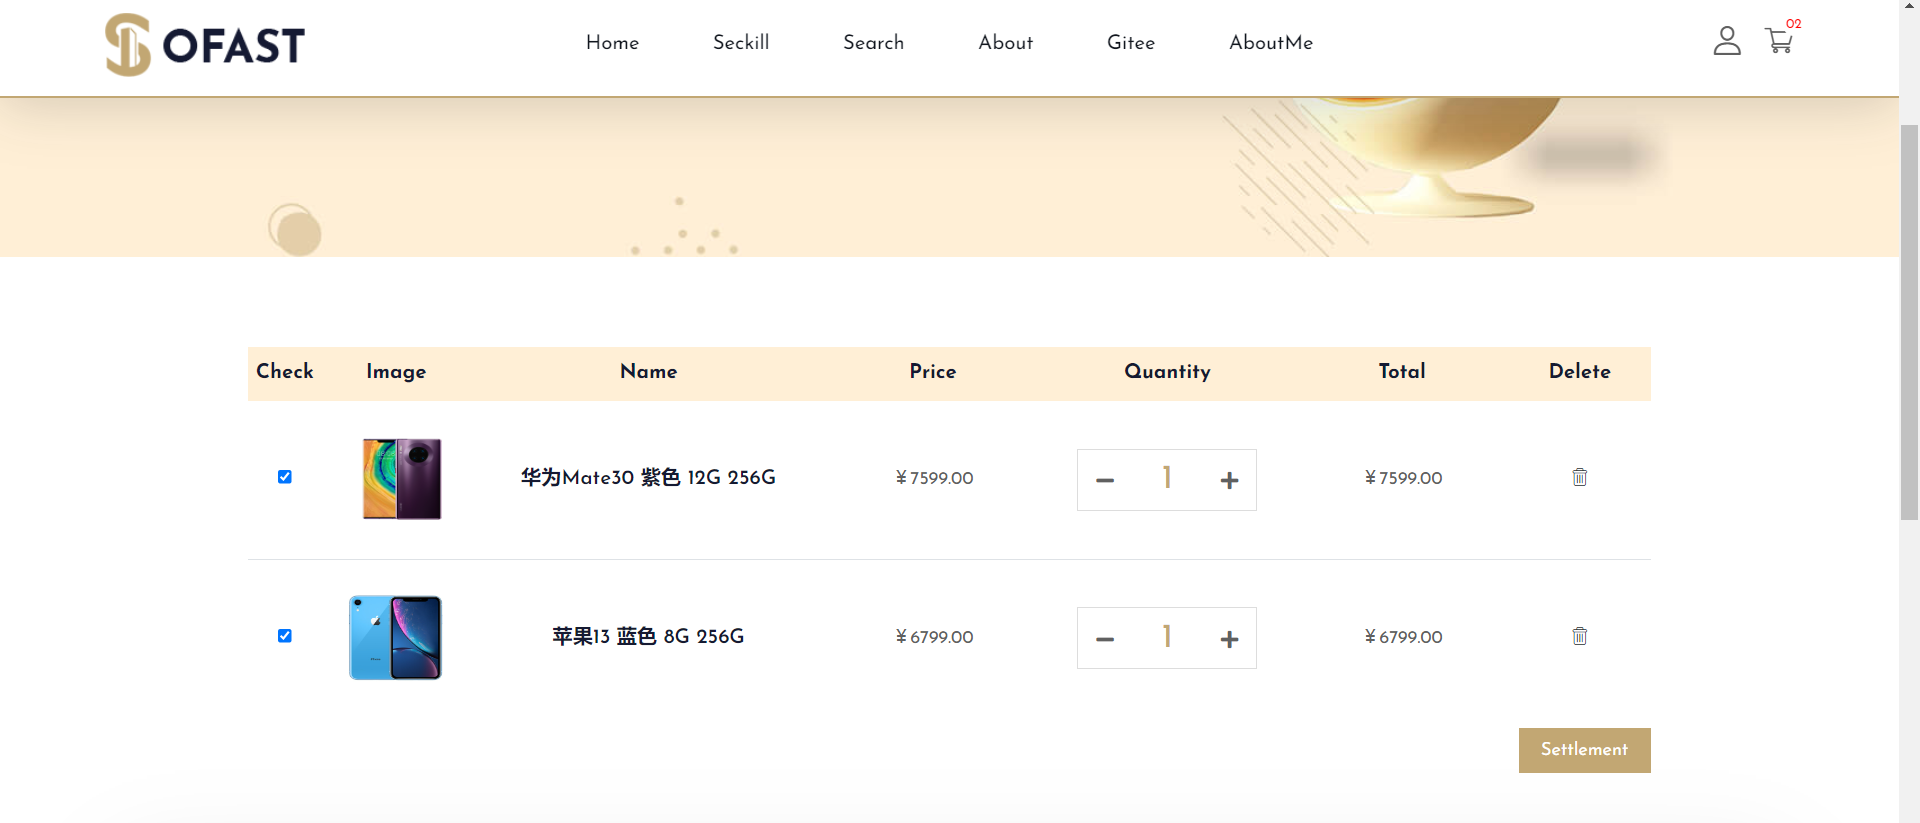 SOFAST
Home Seckill Search About Gitee AboutMe
02
Check Image Name Price Quantity Total Delete
华为Mate30 紫色 12G 256G ¥7599.00 1 ¥7599.00
苹果13 蓝色 8G 256G ¥6799.00 1 ¥6799.00
Settlement